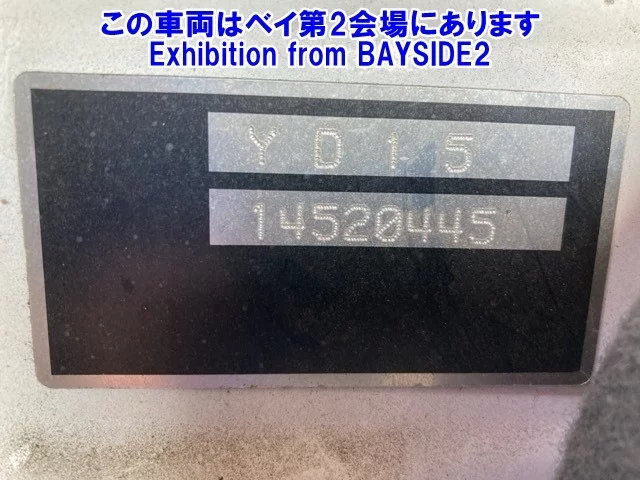 この車両はベイ第2会場にあります
Exhibition from BAYSIDE2
YD15
14520445